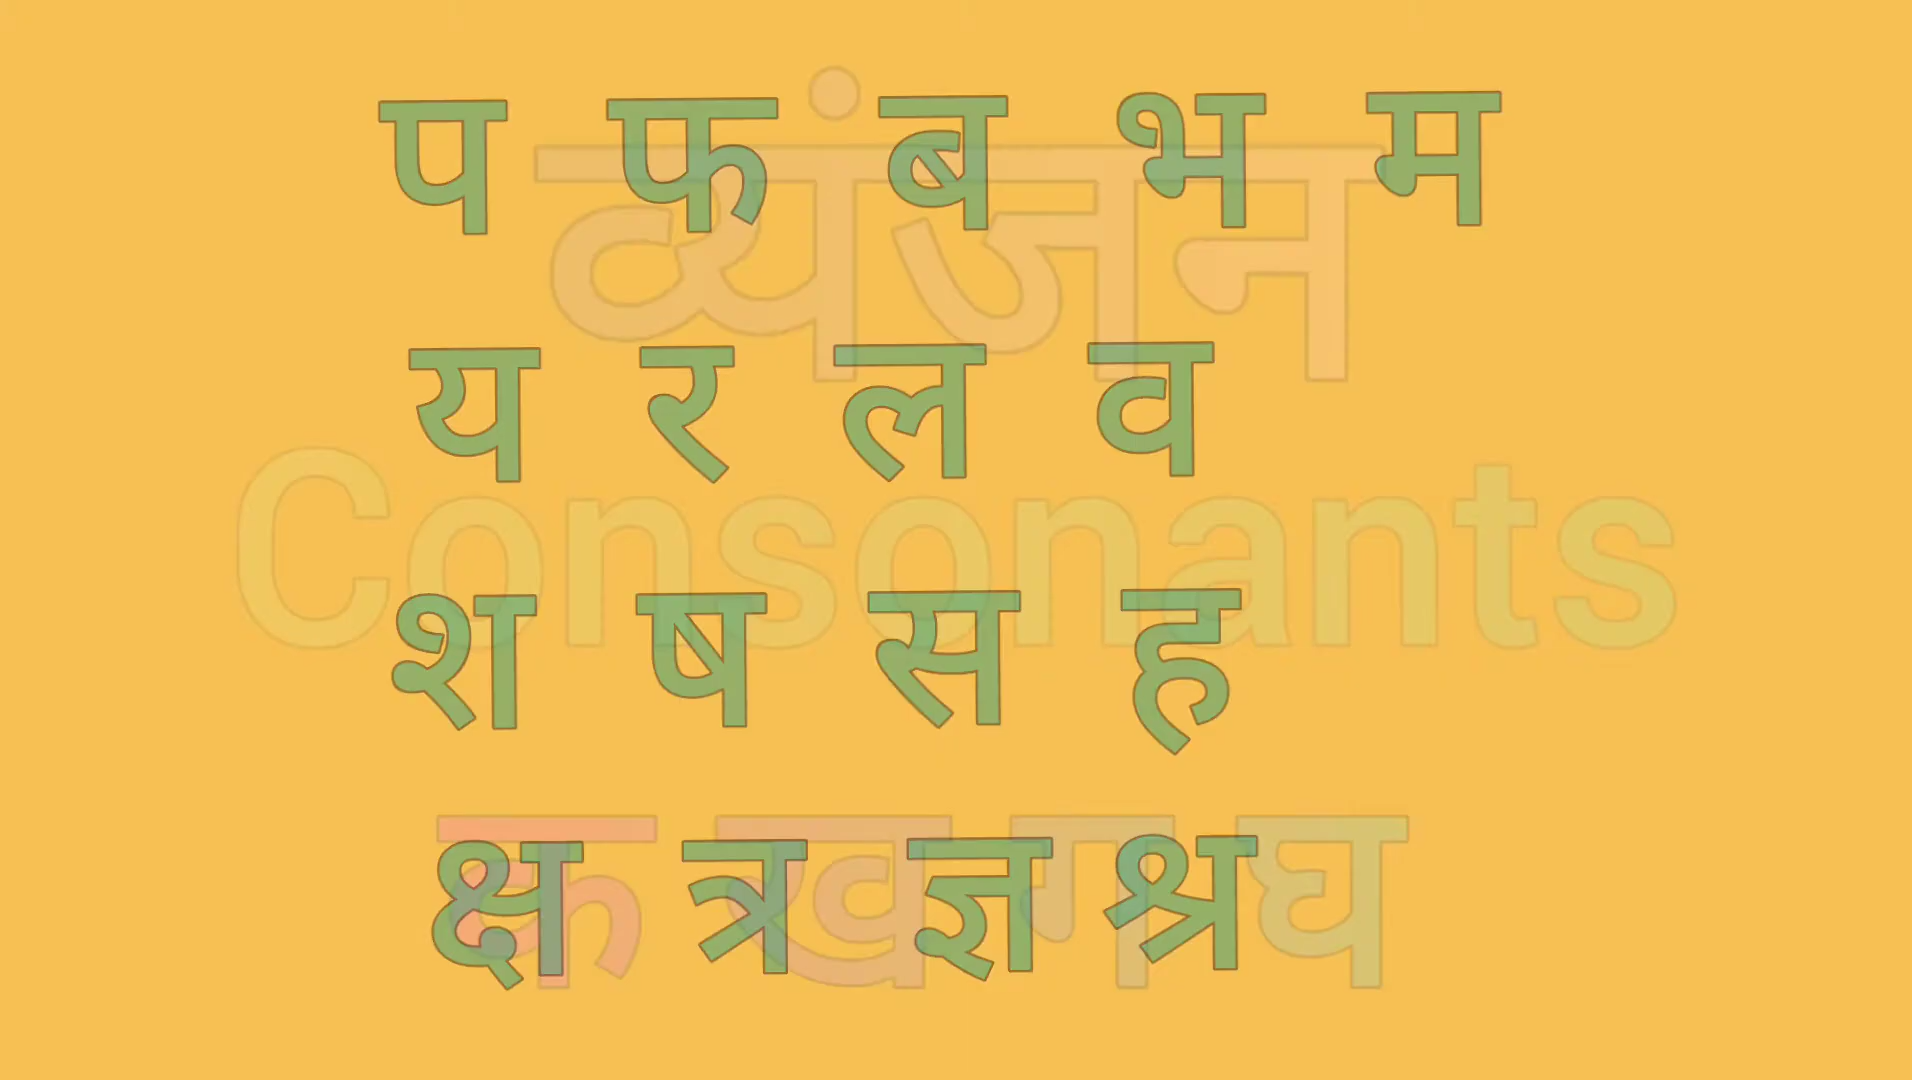 प फ ब भ म
व्यंजन
य र ल व
Consonants
श ष स ह
क्ष त्र ज्ञ श्र
क ख ग घ